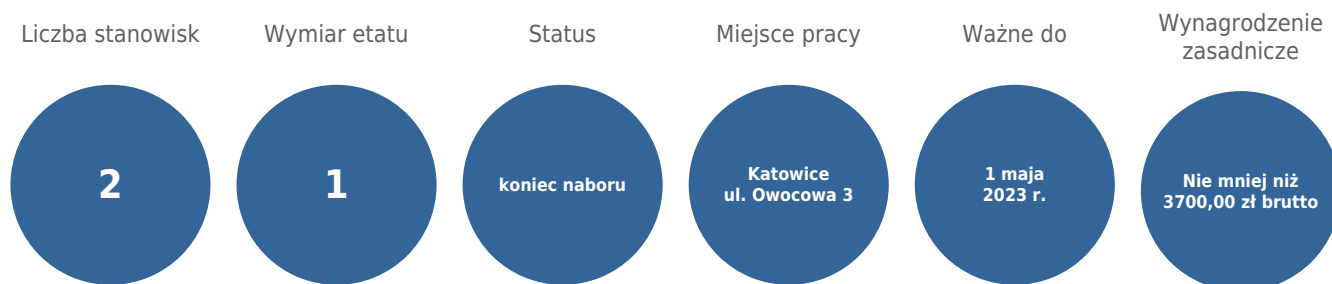 Liczba stanowisk
2
Wymiar etatu
1
Status
koniec naboru
Miejsce pracy
Katowice
ul. Owocowa 3
Ważne do
1 maja
2023 r.
Wynagrodzenie
zasadnicze
Nie mniej niż
3700,00 zł brutto